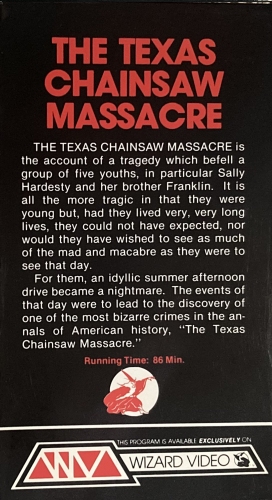 THE TEXAS
CHAINSAW
MASSACRE
THE TEXAS CHAINSAW MASSACRE is
the account of a tragedy which befell a
group of five youths, in particular Sally
Hardesty and her brother Franklin. It is
all the more tragic in that they were
young but, had they lived very, very long
lives, they could not have expected, nor
would they have wished to see as much
of the mad and macabre as they were to
see that day.
For them, an idyllic summer afternoon
drive became a nightmare. The events of
that day were to lead to the discovery of
one of the most bizarre crimes in the an-
nals of American history, "The Texas
Chainsaw Massacre."
Running Time: 86 Min.
THIS PROGRAM IS AVAILABLE EXCLUSIVELY ON
WV WIZARD VIDEO